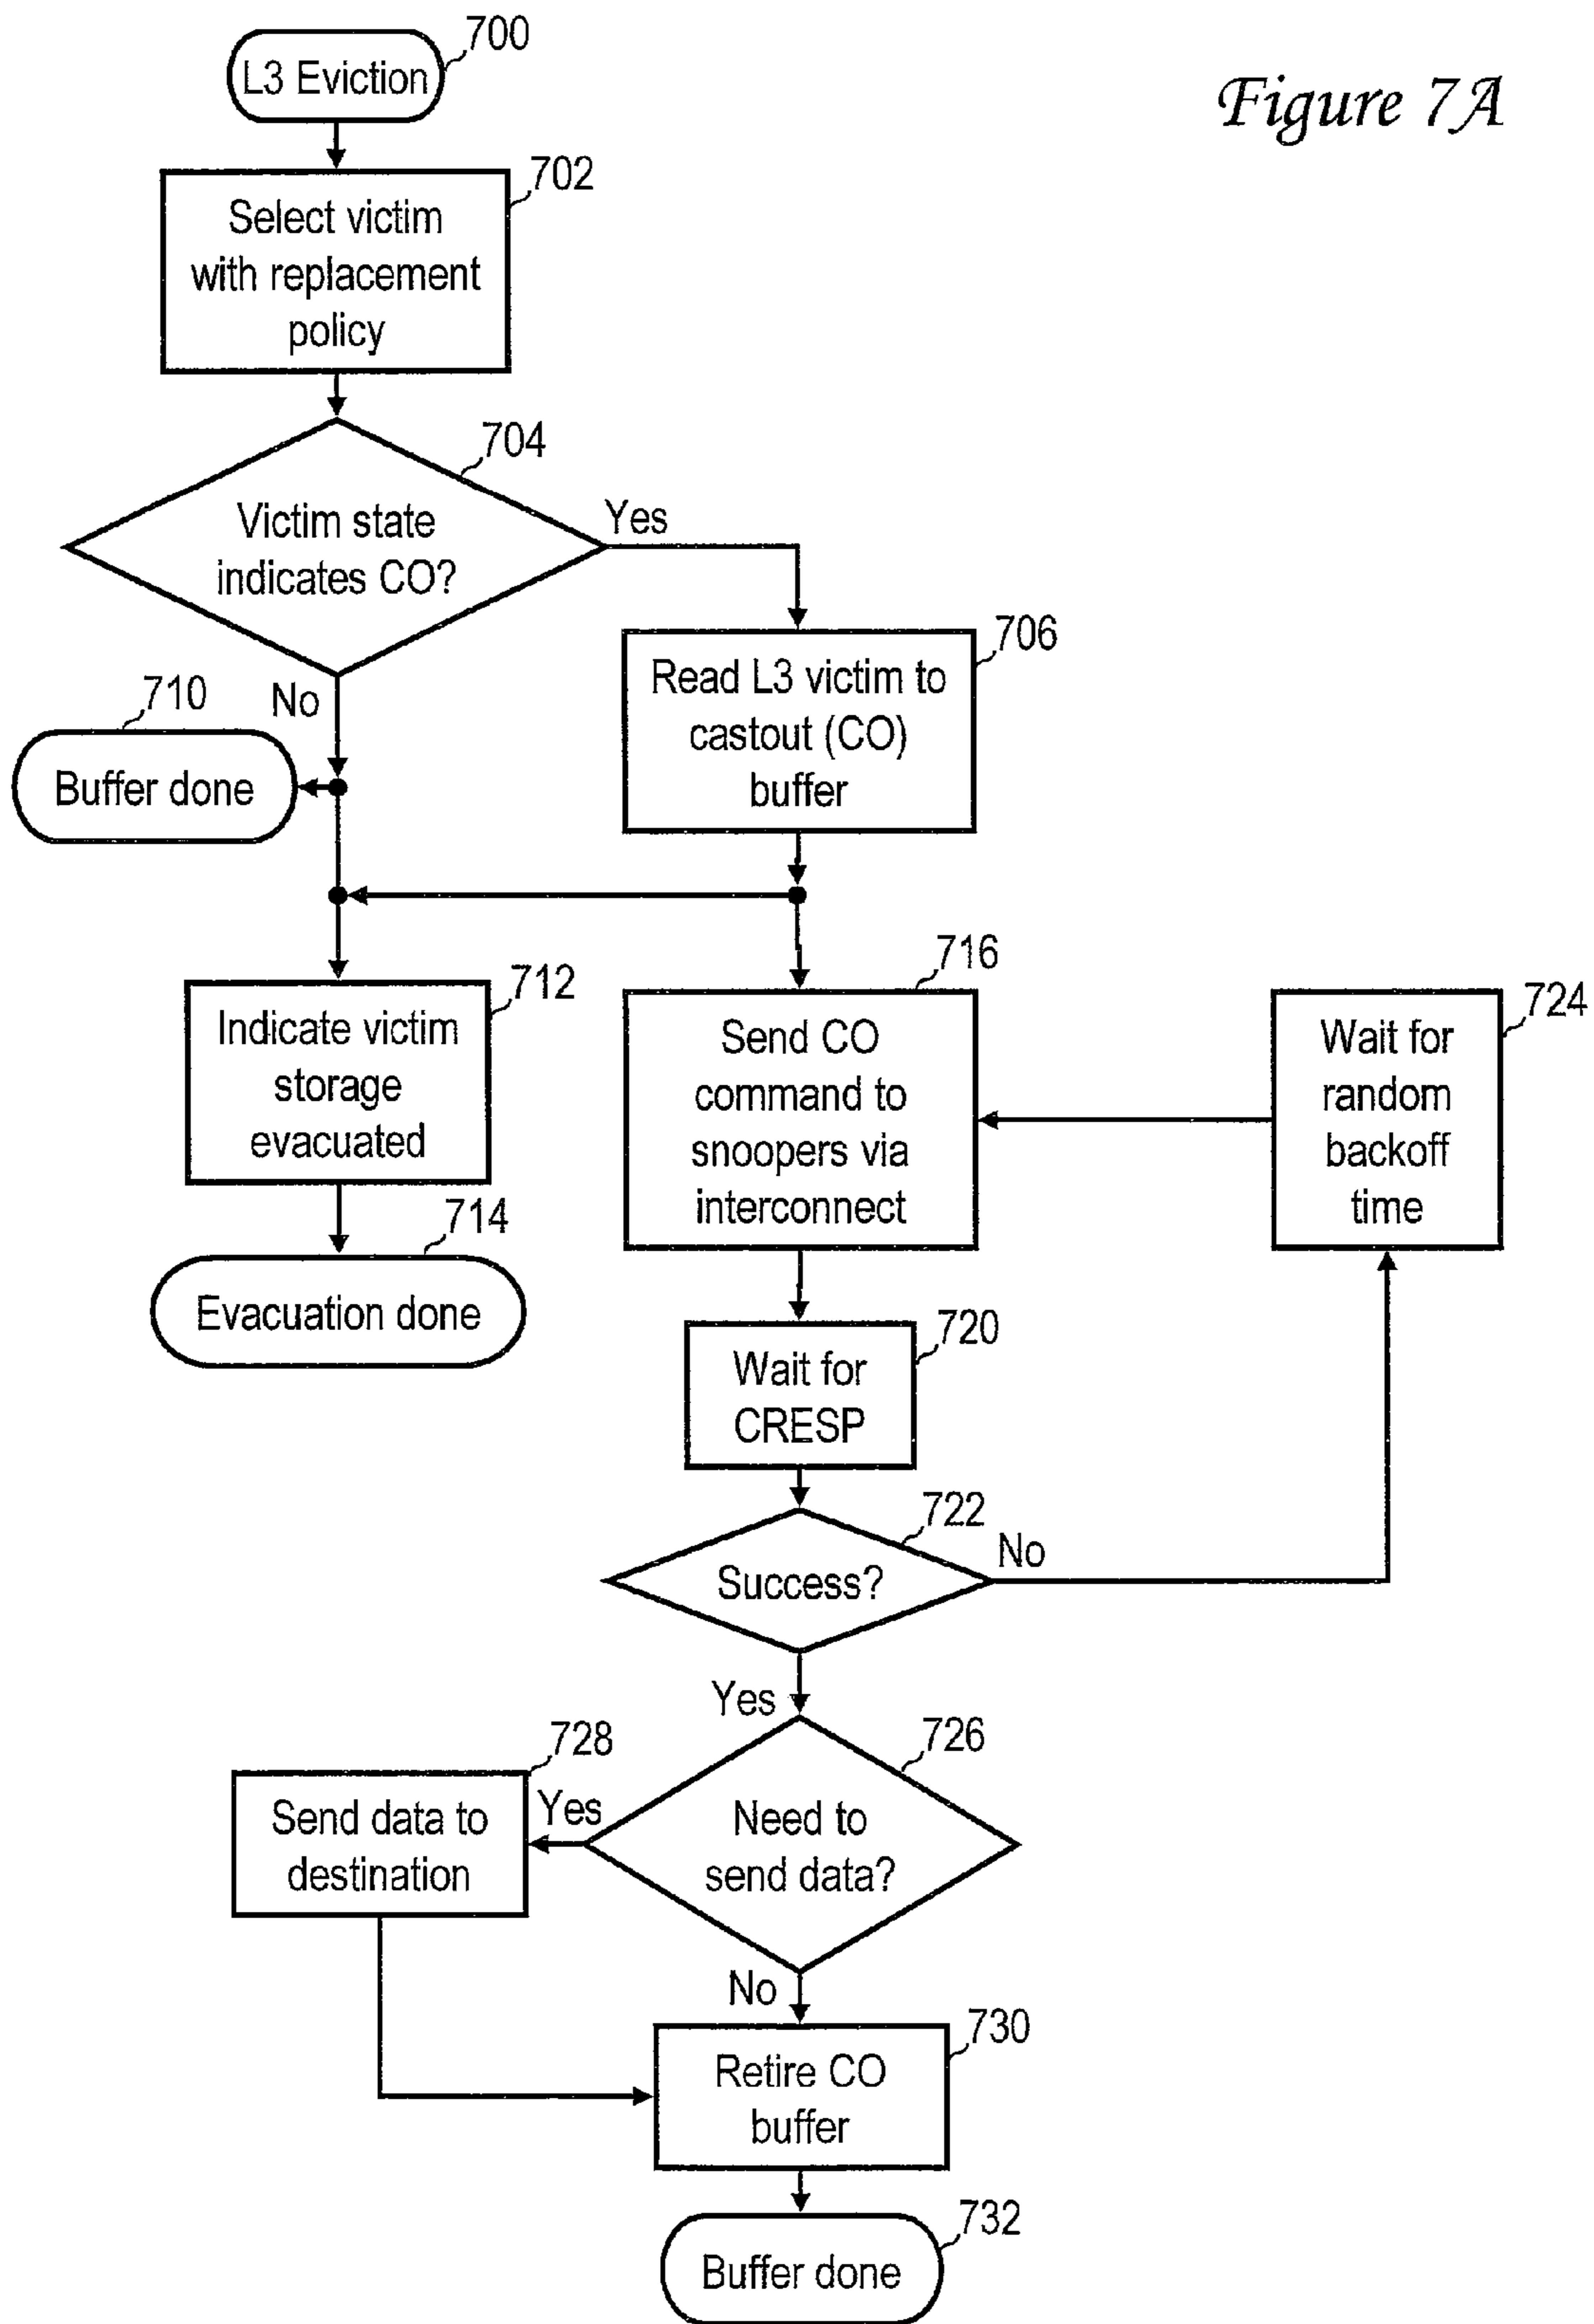 700
L3 Eviction
Figure 7A
702
Select victim
with replacement
policy
704
Victim state
indicates CO?
Yes
No
706
Read L3 victim to
castout (CO)
buffer
710
Buffer done
712
Indicate victim
storage
evacuated
714
Evacuation done
716
Send CO
command to
snoopers via
interconnect
724
Wait for
random
backoff
time
720
Wait for
CRESP
722
Success?
No
Yes
726
Need to
send data?
Yes
728
Send data to
destination
No
730
Retire CO
buffer
732
Buffer done